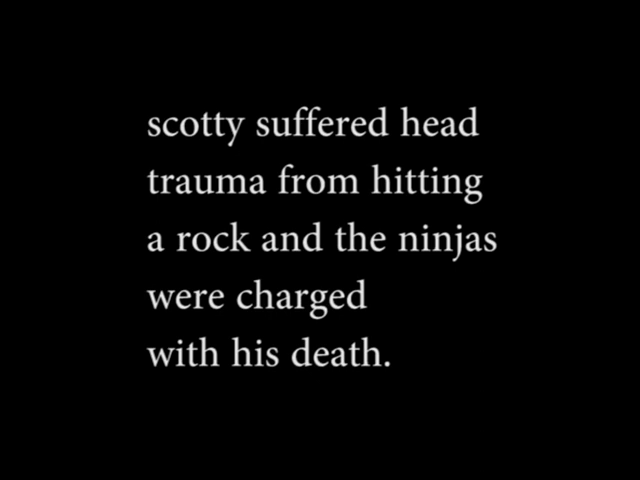 scotty suffered head
trauma from hitting
a rock and the ninjas
were charged
with his death.